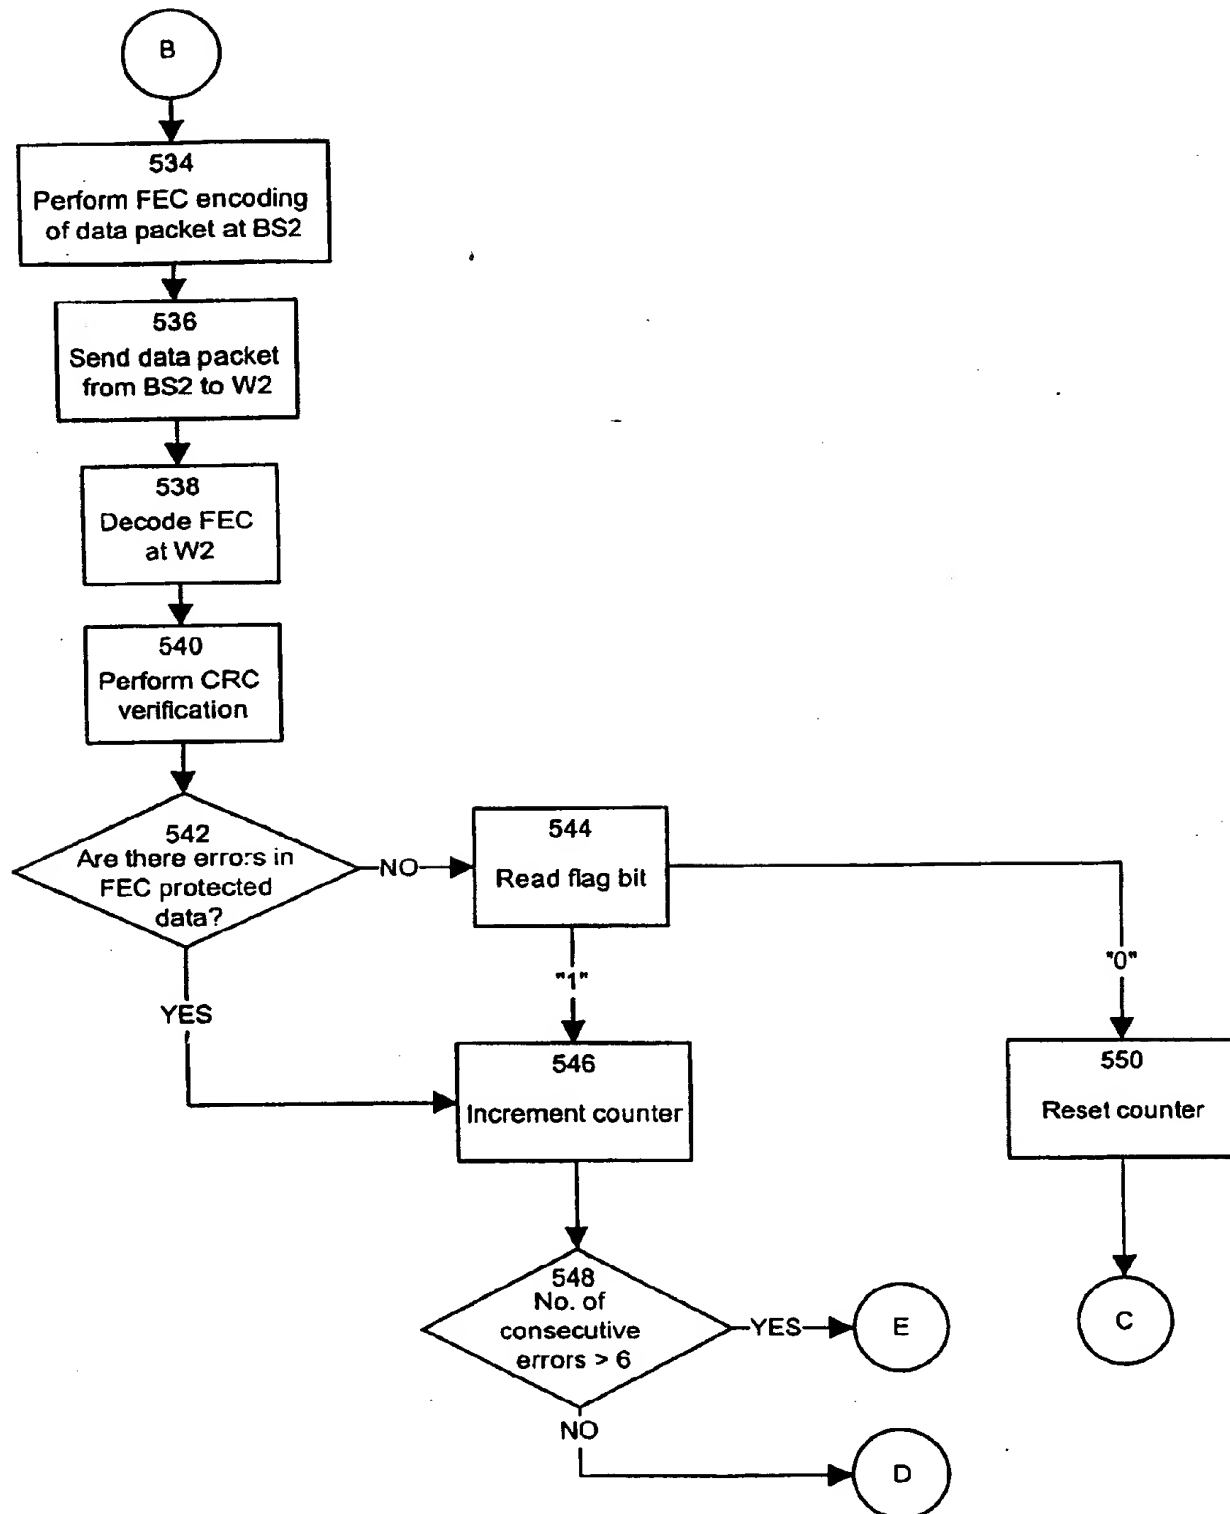 B
534
Perform FEC encoding
of data packet at BS2
536
Send data packet
from BS2 to W2
538
Decode FEC
at W2
540
Perform CRC
verification
542
Are there errors in
FEC protected
data?
NO
544
Read flag bit
"1"
"0"
YES
546
Increment counter
550
Reset counter
548
No. of
consecutive
errors > 6
YES
E
C
NO
D